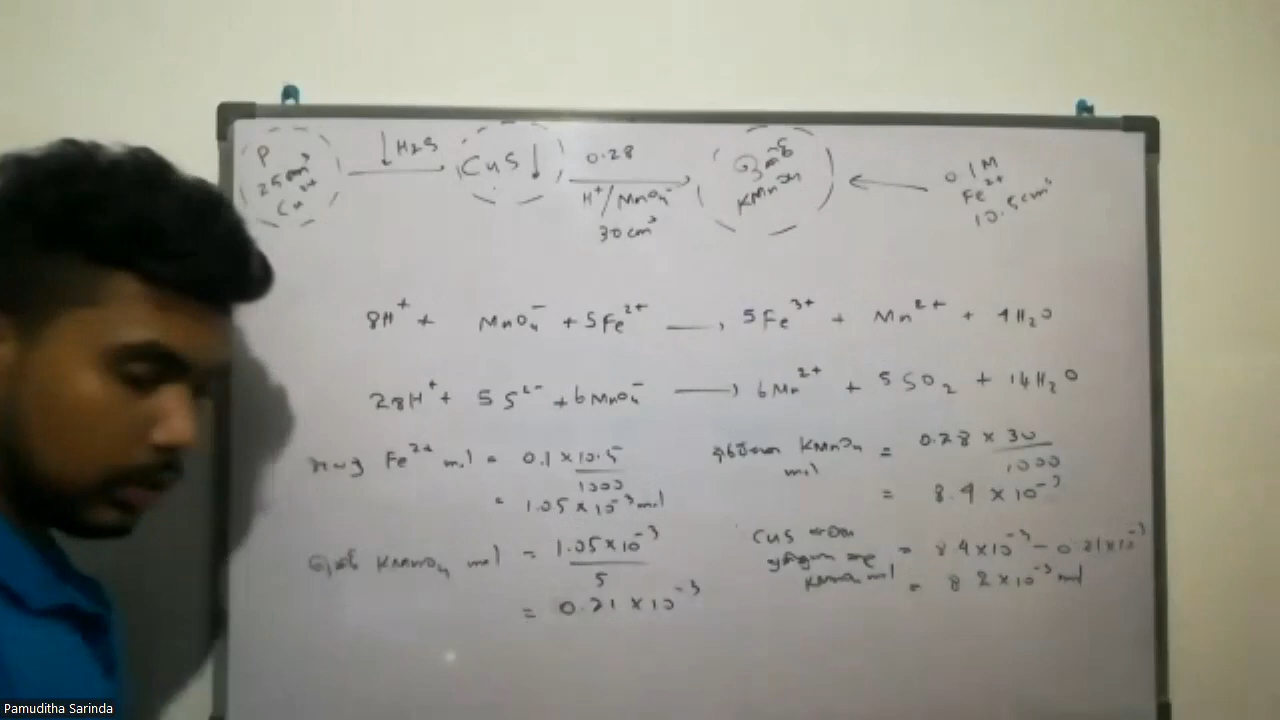 P
25cm³
Cu²⁺
↓H₂S
CuS↓
0.28
H⁺/MnO₄⁻
30cm³
KMnO₄
0.1M
Fe²⁺
10.5cm³
8H⁺ + MnO₄⁻ + 5Fe²⁺ → 5Fe³⁺ + Mn²⁺ + 4H₂O
28H⁺ + 5S²⁻ + 6MnO₄⁻ → 6Mn²⁺ + 5SO₂ + 14H₂O
Fe²⁺ mol = 0.1 × 10.5 / 1000
= 1.05 × 10⁻³ mol
KMnO₄ mol = 1.05 × 10⁻³ / 5
= 0.21 × 10⁻³
KMnO₄ mol = 0.28 × 30 / 1000
= 8.4 × 10⁻³
CuS
KMnO₄ mol = 8.4 × 10⁻³ − 0.21 × 10⁻³
= 8.2 × 10⁻³ mol
Pamuditha Sarinda